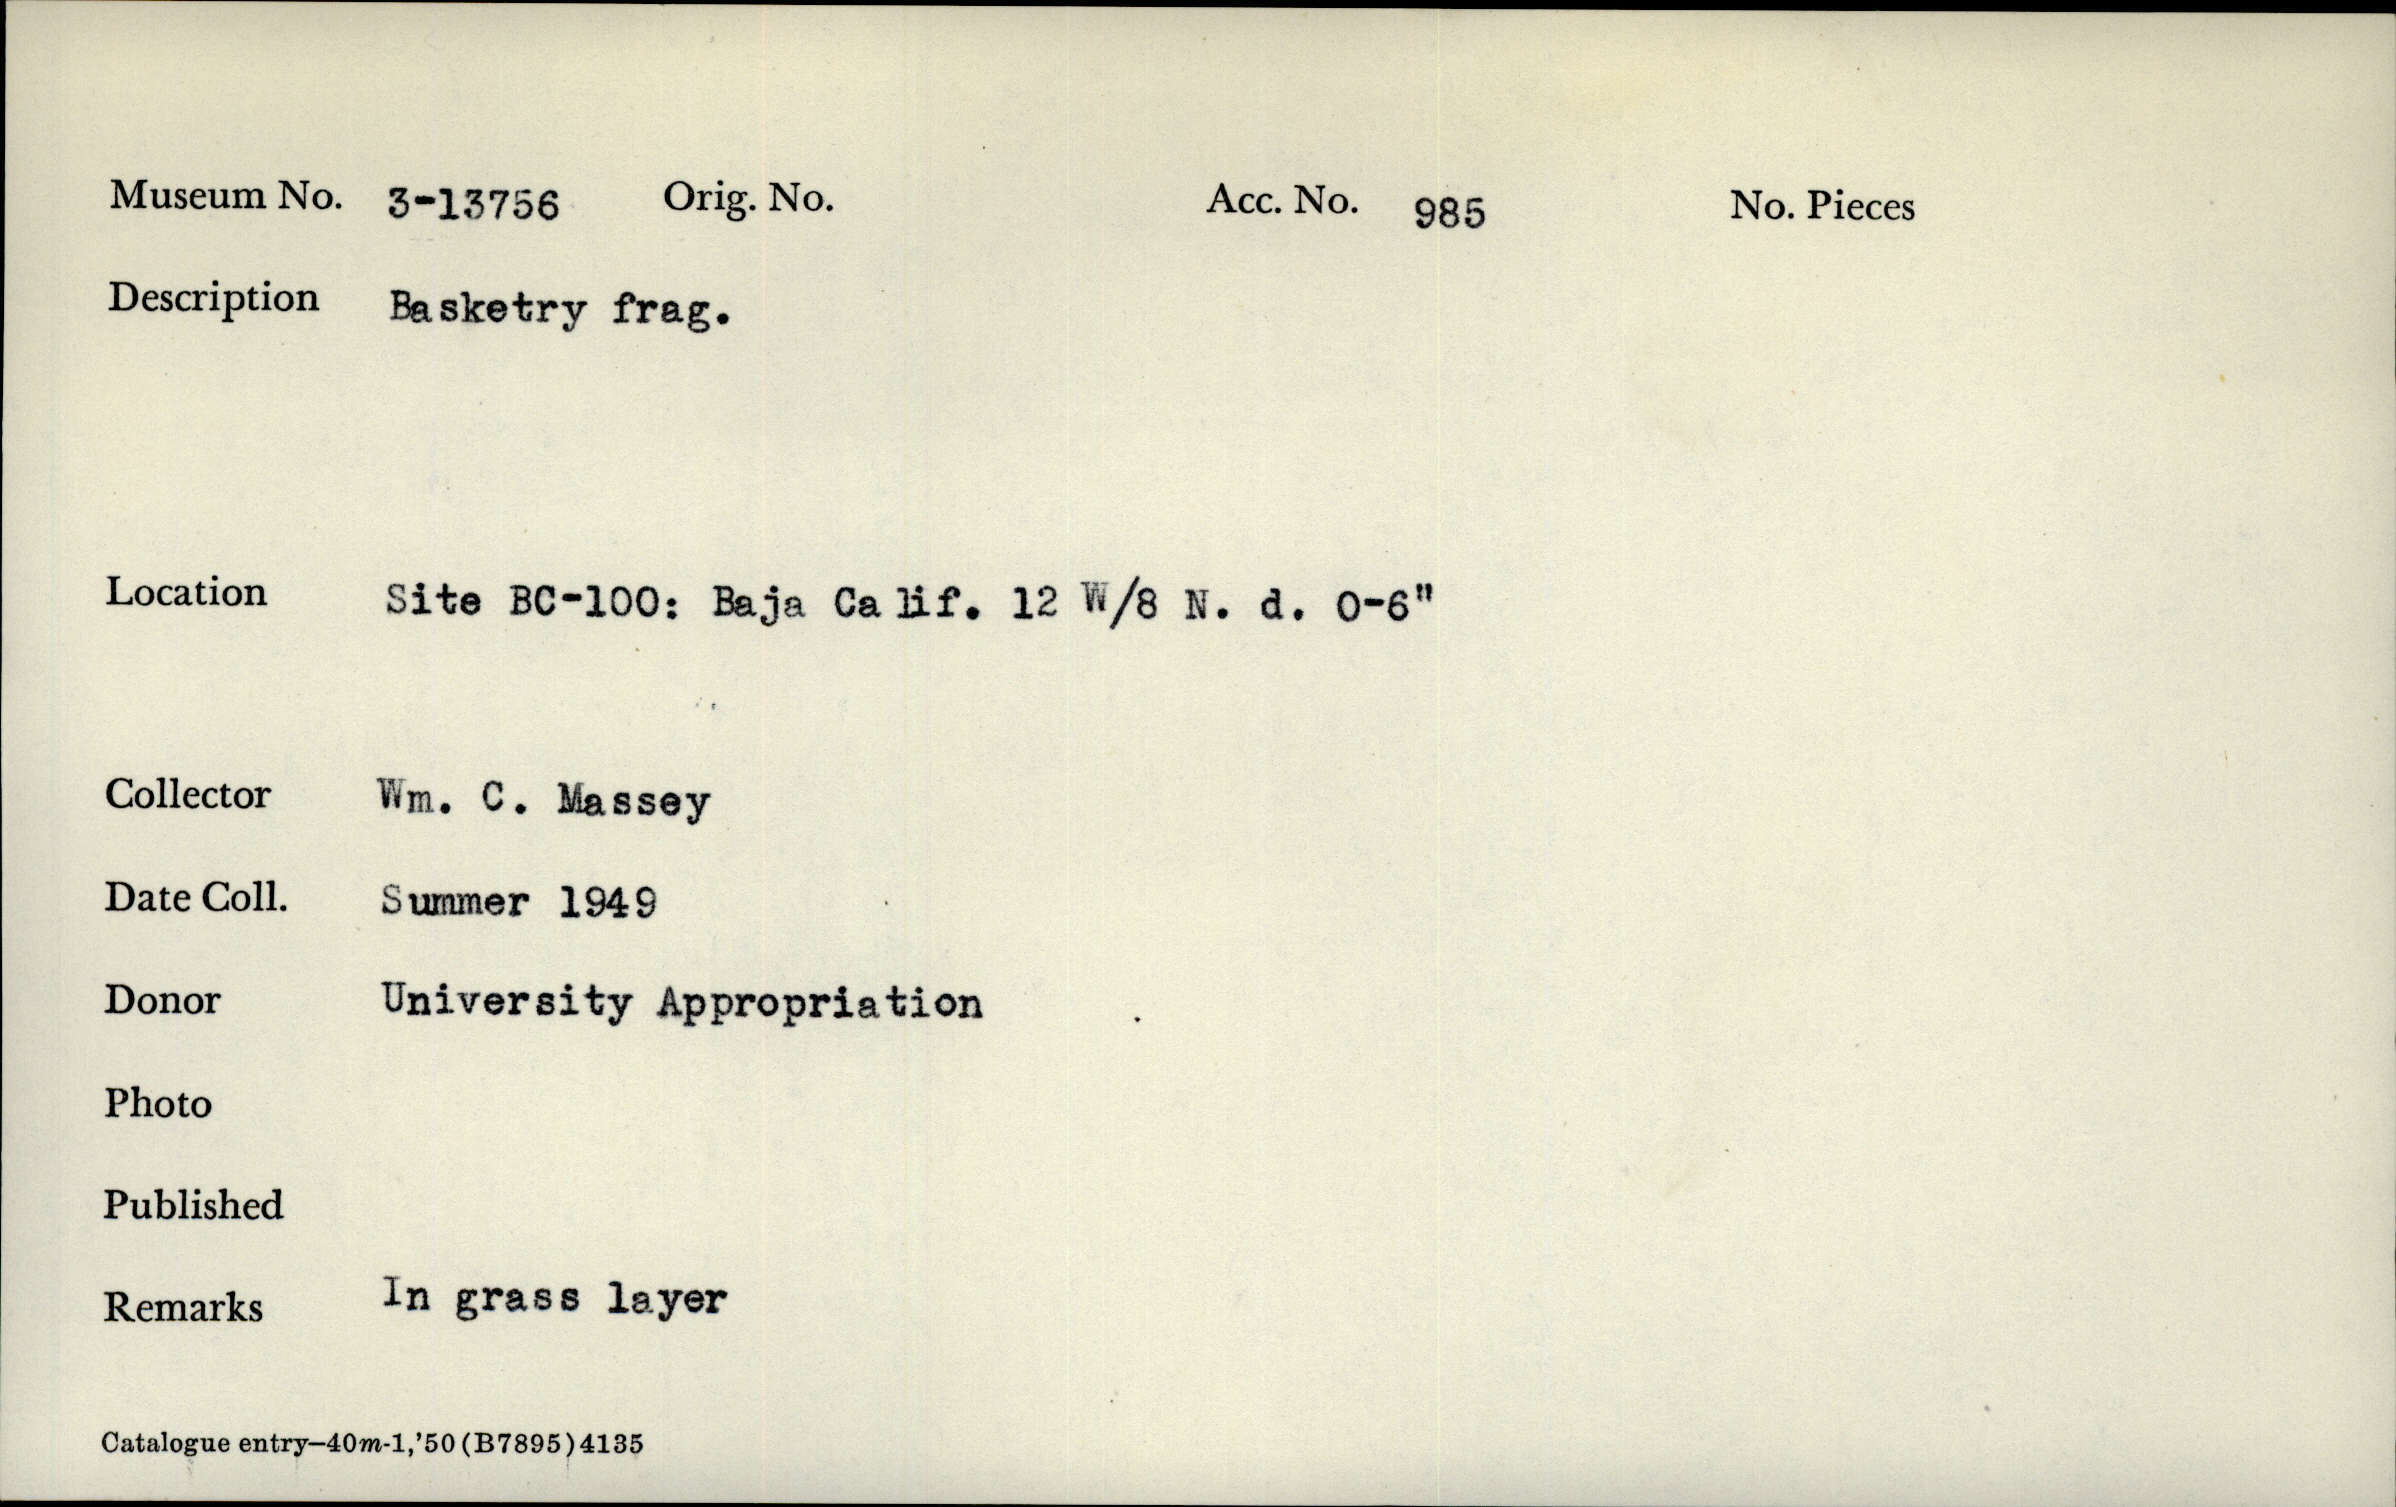 Museum No. 3-13756 Orig. No. Acc. No. 985 No. Pieces
Description Basketry frag.
Location Site BC-100: Baja Calif. 12 W/8 N. d. 0-6"
Collector Wm. C. Massey
Date Coll. Summer 1949
Donor University Appropriation
Photo
Published
Remarks In grass layer
Catalogue entry—40m-1,'50 (B7895) 4135